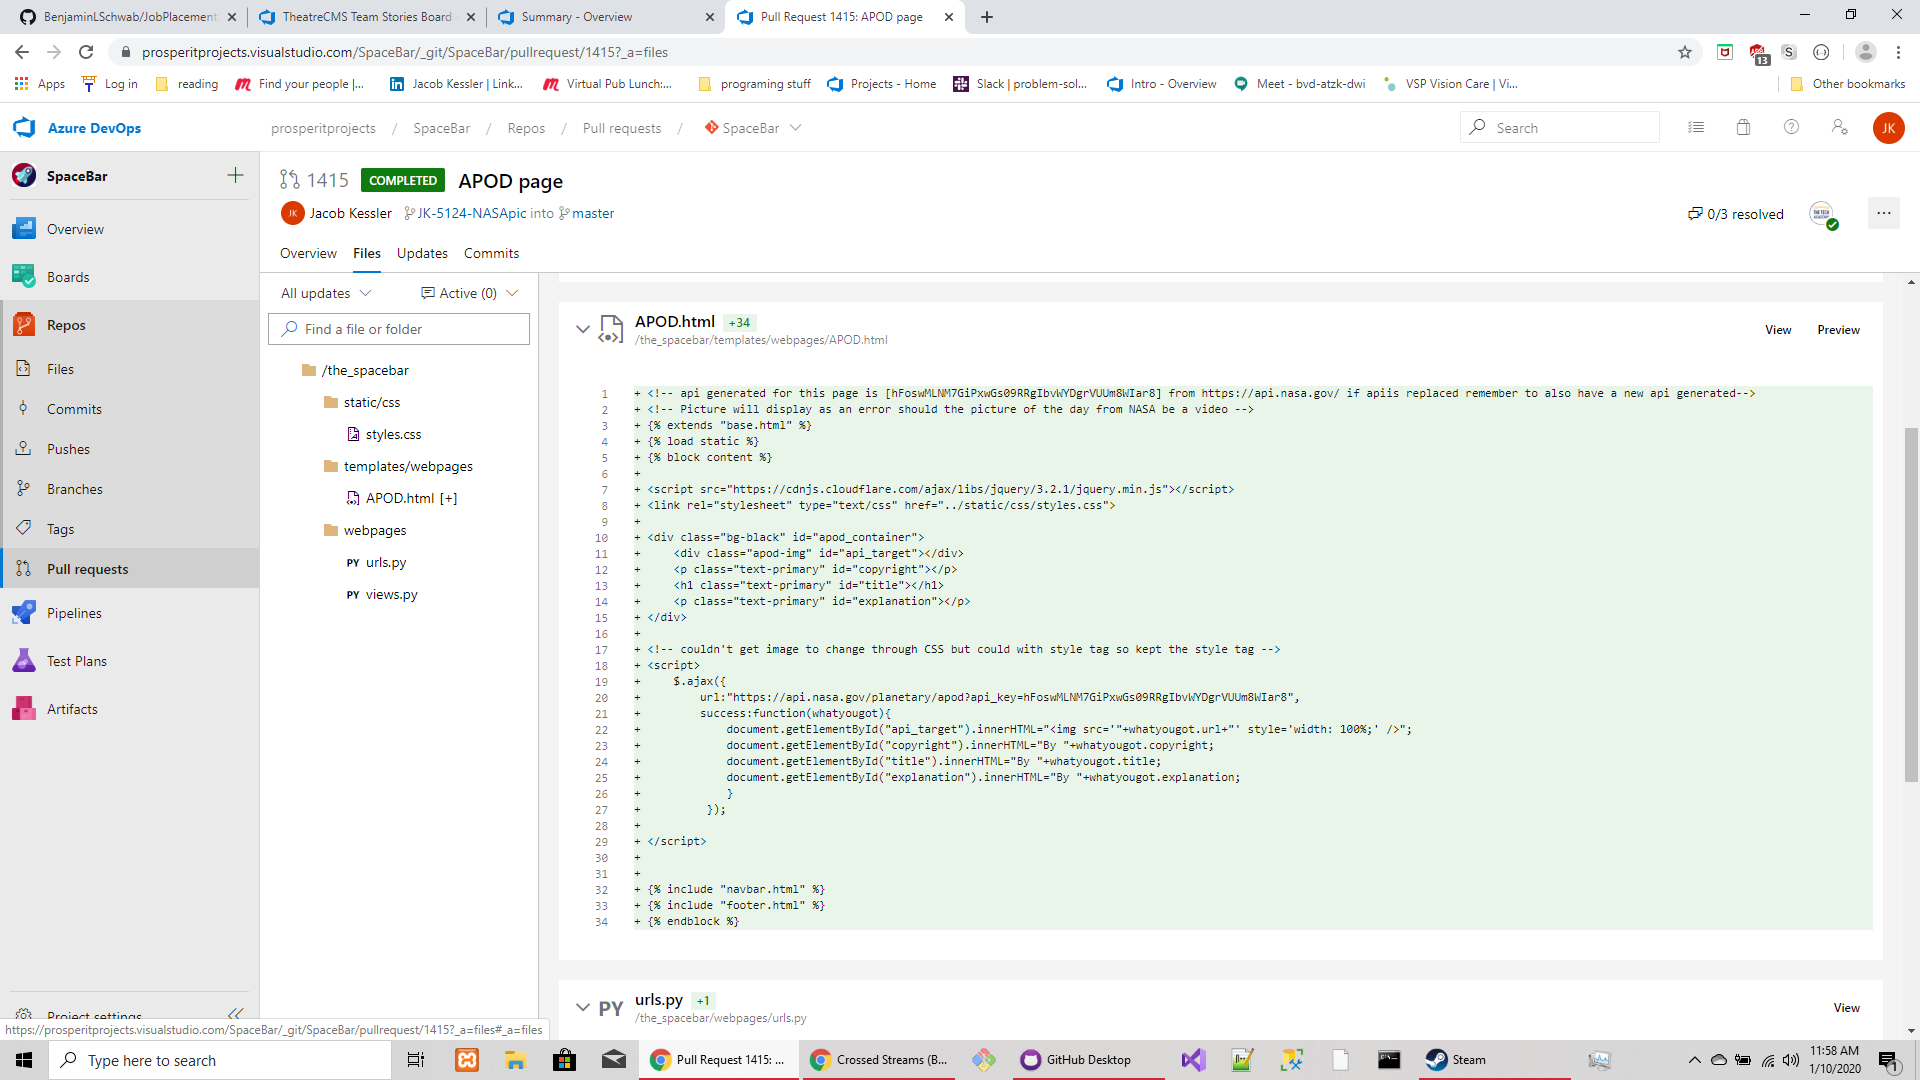 BenjaminLSchwab/JobPlacement
TheatreCMS Team Stories Board
Summary - Overview
Pull Request 1415: APOD page
prosperitprojects.visualstudio.com/SpaceBar/_git/SpaceBar/pullrequest/1415?_a=files
13
Apps
Log in
reading
Find your people |...
Jacob Kessler | Link...
Virtual Pub Lunch:...
programing stuff
Projects - Home
Slack | problem-sol...
Intro - Overview
Meet - bvd-atzk-dwi
VSP Vision Care | Vi...
Other bookmarks
Azure DevOps
prosperitprojects / SpaceBar / Repos / Pull requests / SpaceBar
Search
JK
SpaceBar
Overview
Boards
Repos
Files
Commits
Pushes
Branches
Tags
Pull requests
Pipelines
Test Plans
Artifacts
Project settings
1415 COMPLETED APOD page
JK Jacob Kessler JK-5124-NASApic into master
0/3 resolved
Overview Files Updates Commits
All updates
Active (0)
Find a file or folder
/the_spacebar
static/css
styles.css
templates/webpages
APOD.html [+]
webpages
PY urls.py
PY views.py
APOD.html +34
/the_spacebar/templates/webpages/APOD.html
View Preview
1 + <!-- api generated for this page is [hFoswMLNM7GiPxwGs09RRgIbvWYDgrVUUm8WIar8] from https://api.nasa.gov/ if apiis replaced remember to also have a new api generated-->
2 + <!-- Picture will display as an error should the picture of the day from NASA be a video -->
3 + {% extends "base.html" %}
4 + {% load static %}
5 + {% block content %}
6 +
7 + <script src="https://cdnjs.cloudflare.com/ajax/libs/jquery/3.2.1/jquery.min.js"></script>
8 + <link rel="stylesheet" type="text/css" href="../static/css/styles.css">
9 +
10 + <div class="bg-black" id="apod_container">
11 + <div class="apod-img" id="api_target"></div>
12 + <p class="text-primary" id="copyright"></p>
13 + <h1 class="text-primary" id="title"></h1>
14 + <p class="text-primary" id="explanation"></p>
15 + </div>
16 +
17 + <!-- couldn't get image to change through CSS but could with style tag so kept the style tag -->
18 + <script>
19 + $.ajax({
20 + url:"https://api.nasa.gov/planetary/apod?api_key=hFoswMLNM7GiPxwGs09RRgIbvWYDgrVUUm8WIar8",
21 + success:function(whatyougot){
22 + document.getElementById("api_target").innerHTML="<img src='"+whatyougot.url+"' style='width: 100%;' />";
23 + document.getElementById("copyright").innerHTML="By "+whatyougot.copyright;
24 + document.getElementById("title").innerHTML="By "+whatyougot.title;
25 + document.getElementById("explanation").innerHTML="By "+whatyougot.explanation;
26 + }
27 + });
28 +
29 + </script>
30 +
31 +
32 + {% include "navbar.html" %}
33 + {% include "footer.html" %}
34 + {% endblock %}
PY urls.py +1
/the_spacebar/webpages/urls.py
View
https://prosperitprojects.visualstudio.com/SpaceBar/_git/SpaceBar/pullrequest/1415?_a=files#_a=files
Type here to search
Pull Request 1415: ...
Crossed Streams (B...
GitHub Desktop
Steam
11:58 AM
1/10/2020
1